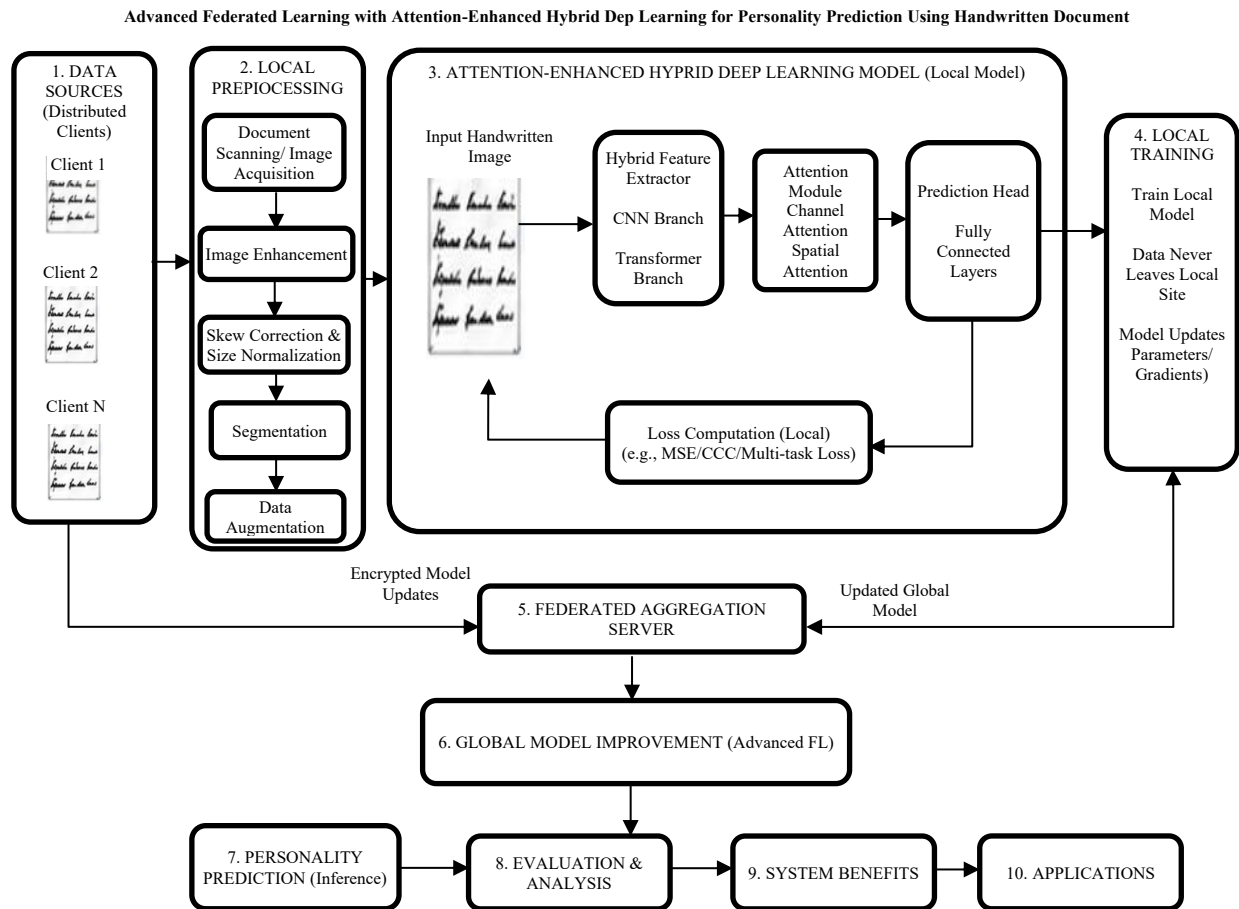 Advanced Federated Learning with Attention-Enhanced Hybrid Dep Learning for Personality Prediction Using Handwritten Document
1. DATA
SOURCES
(Distributed
Clients)
Client 1
Client 2
Client N
2. LOCAL
PREPIOCESSING
Document
Scanning/ Image
Acquisition
Image Enhancement
Skew Correction &
Size Normalization
Segmentation
Data
Augmentation
3. ATTENTION-ENHANCED HYPRID DEEP LEARNING MODEL (Local Model)
Input Handwritten
Image
Hybrid Feature
Extractor
CNN Branch
Transformer
Branch
Attention
Module
Channel
Attention
Spatial
Attention
Prediction Head
Fully
Connected
Layers
Loss Computation (Local)
(e.g., MSE/CCC/Multi-task Loss)
4. LOCAL
TRAINING
Train Local
Model
Data Never
Leaves Local
Site
Model Updates
Parameters/
Gradients)
Encrypted Model
Updates
5. FEDERATED AGGREGATION
SERVER
Updated Global
Model
6. GLOBAL MODEL IMPROVEMENT (Advanced FL)
7. PERSONALITY
PREDICTION (Inference)
8. EVALUATION &
ANALYSIS
9. SYSTEM BENEFITS
10. APPLICATIONS